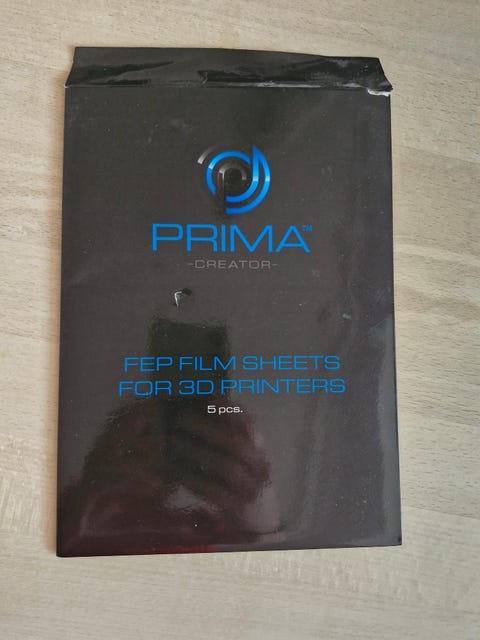 PRIMA™
-CREATOR-
FEP FILM SHEETS
FOR 3D PRINTERS
5 pcs.